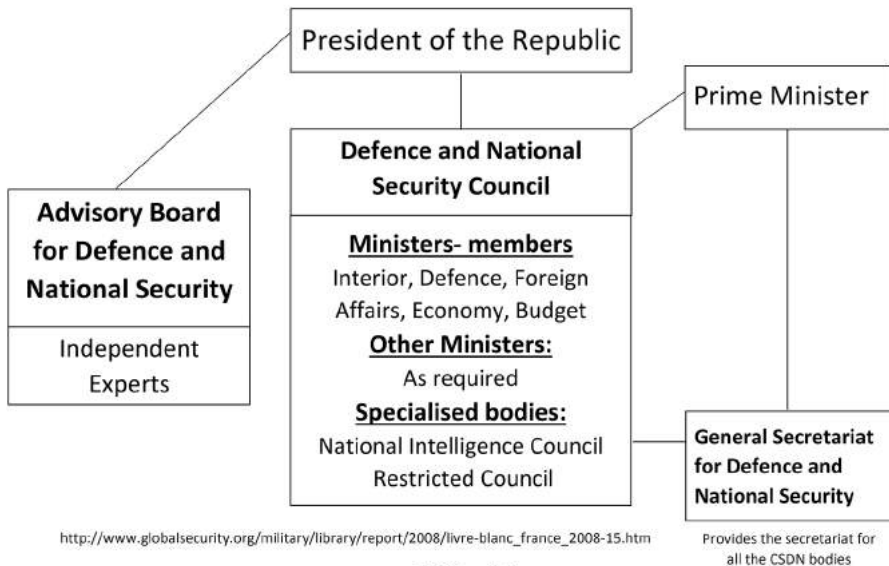 President of the Republic
Prime Minister
Defence and National
Security Council
Advisory Board
for Defence and
National Security
Independent
Experts
Ministers- members
Interior, Defence, Foreign
Affairs, Economy, Budget
Other Ministers:
As required
Specialised bodies:
National Intelligence Council
Restricted Council
General Secretariat
for Defence and
National Security
http://www.globalsecurity.org/military/library/report/2008/livre-blanc_france_2008-15.htm
Provides the secretariat for
all the CSDN bodies